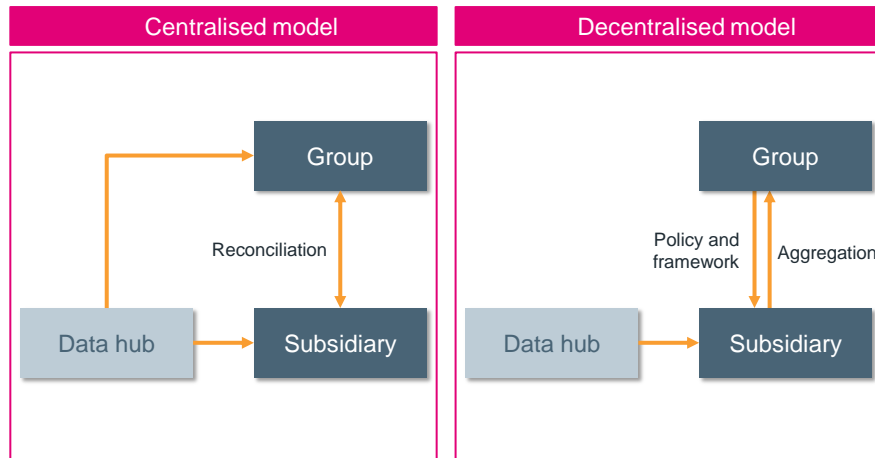 Centralised model
Group
Reconciliation
Data hub
Subsidiary
Decentralised model
Group
Policy and
framework
Aggregation
Data hub
Subsidiary